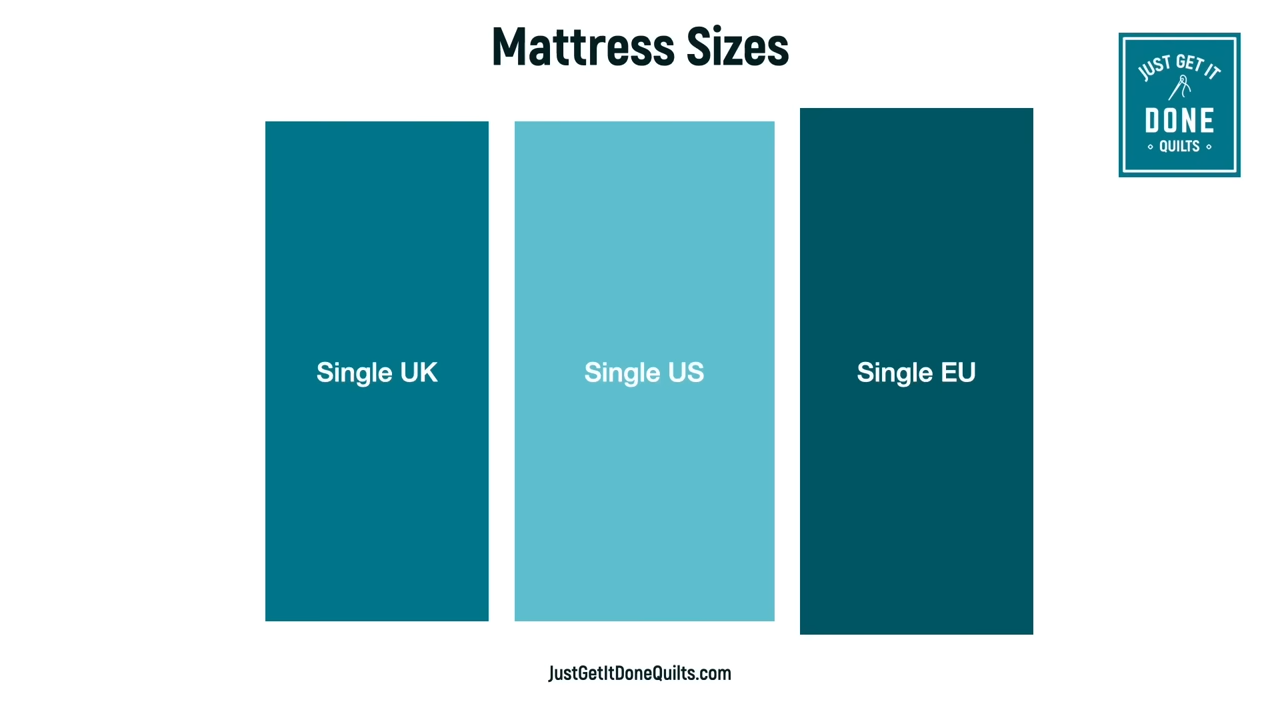 Mattress Sizes
JUST GET IT
DONE
QUILTS
Single UK
Single US
Single EU
JustGetItDoneQuilts.com